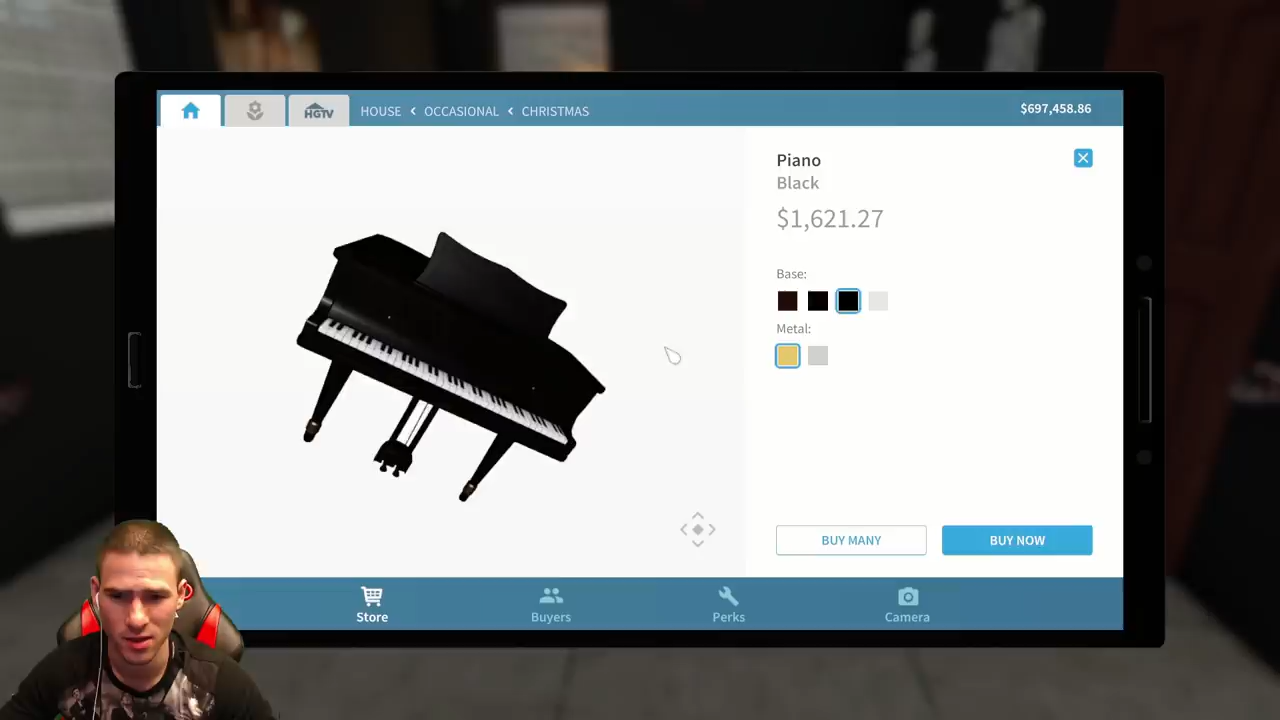 HGTV
HOUSE < OCCASIONAL < CHRISTMAS
$697,458.86
Piano
Black
$1,621.27
Base:
Metal:
BUY MANY
BUY NOW
Store
Buyers
Perks
Camera